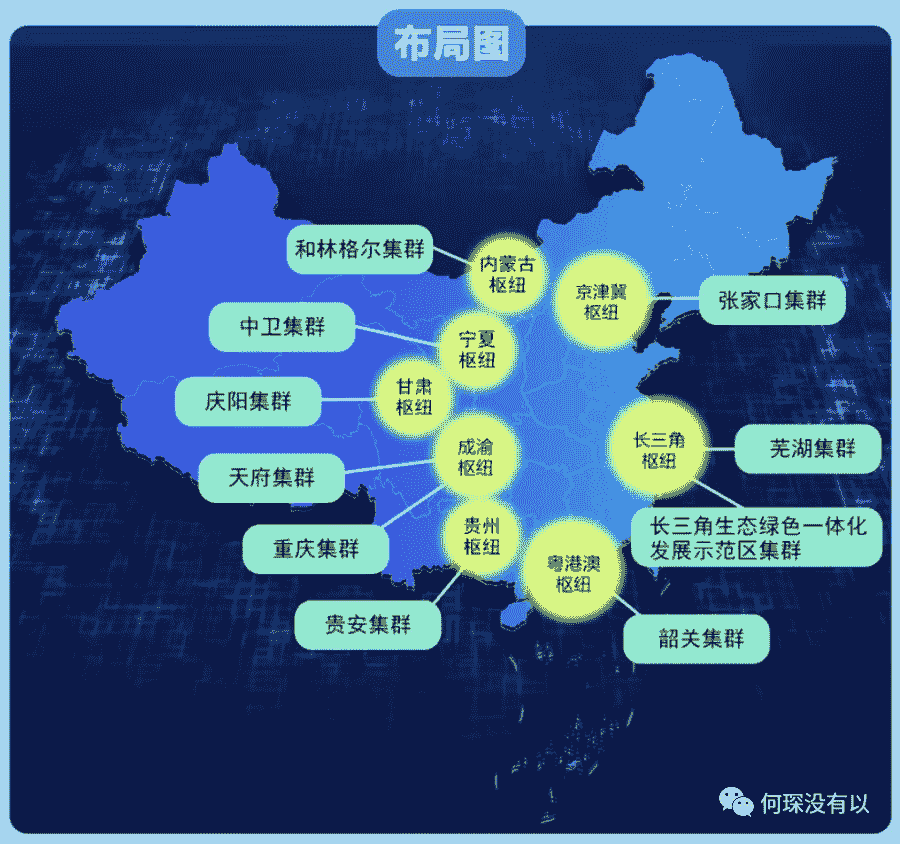 布局图
和林格尔集群
内蒙古
枢纽
京津冀
枢纽
张家口集群
中卫集群
宁夏
枢纽
庆阳集群
甘肃
枢纽
天府集群
成渝
枢纽
长三角
枢纽
芜湖集群
重庆集群
贵州
枢纽
长三角生态绿色一体化
发展示范区集群
贵安集群
粤港澳
枢纽
韶关集群
何琛没有以